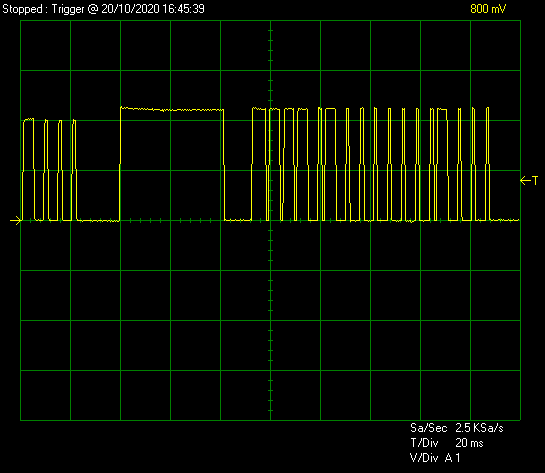 Stopped : Trigger @ 20/10/2020 16:45:39 800 mV
T
Sa/Sec 2.5 KSa/s
T/Div 20 ms
V/Div A 1